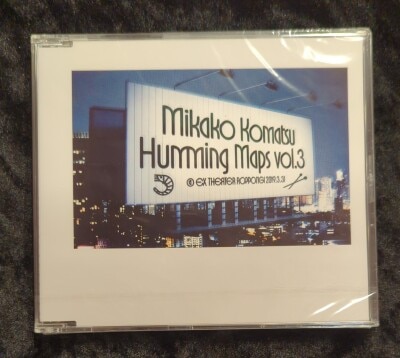 Mikako Komatsu
Humming Maps vol.3
@ EX THEATER ROPPONGI 2019.3.31